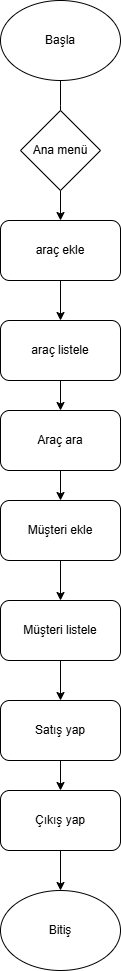 Başla
Ana menü
araç ekle
araç listele
Araç ara
Müşteri ekle
Müşteri listele
Satış yap
Çıkış yap
Bitiş